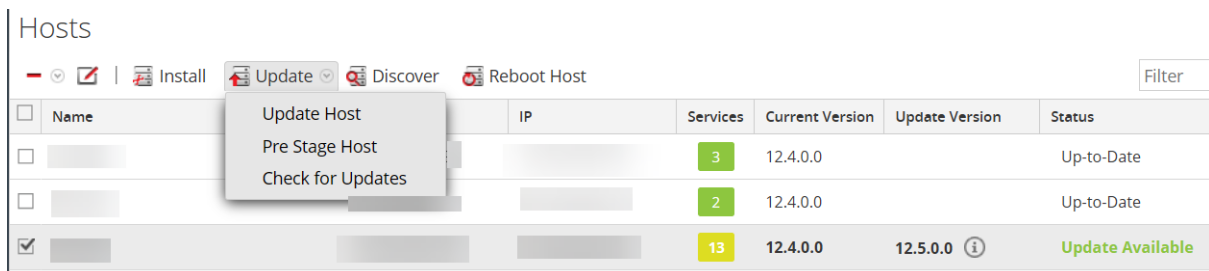 Hosts
Install Update Discover Reboot Host Filter
Name IP Services Current Version Update Version Status
Update Host
Pre Stage Host
Check for Updates
3 12.4.0.0 Up-to-Date
2 12.4.0.0 Up-to-Date
13 12.4.0.0 12.5.0.0 Update Available